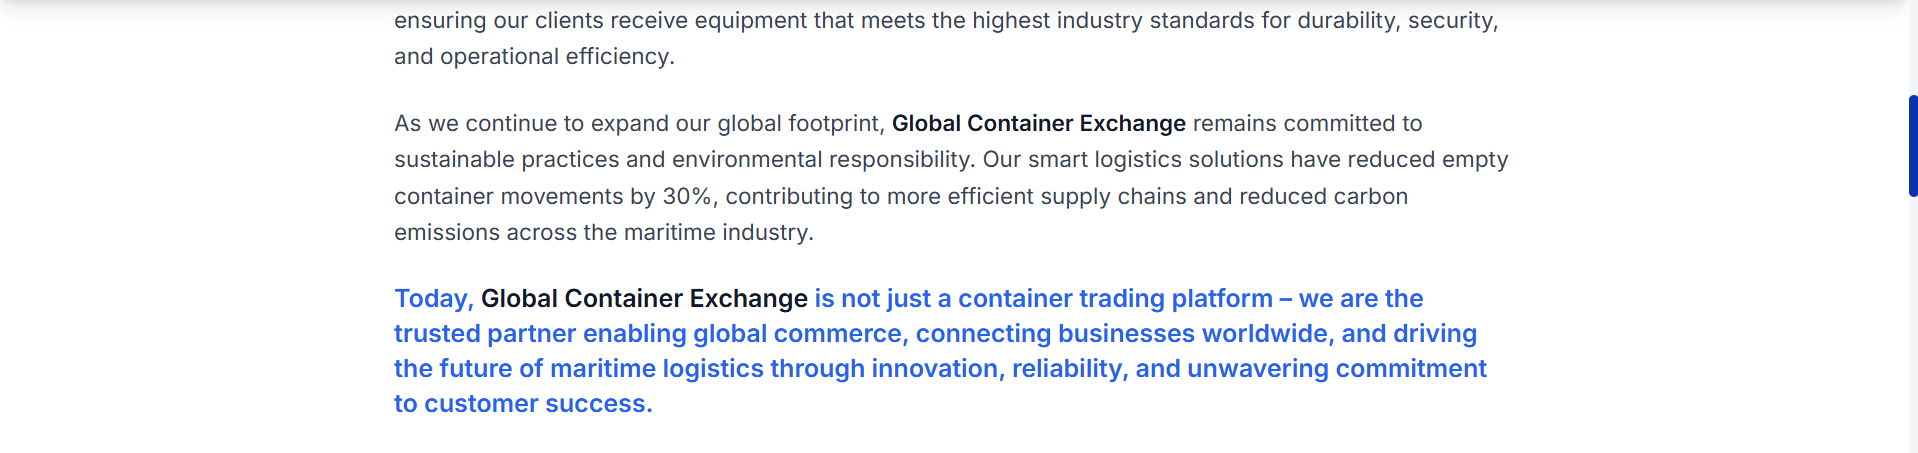 ensuring our clients receive equipment that meets the highest industry standards for durability, security,
and operational efficiency.
As we continue to expand our global footprint, Global Container Exchange remains committed to
sustainable practices and environmental responsibility. Our smart logistics solutions have reduced empty
container movements by 30%, contributing to more efficient supply chains and reduced carbon
emissions across the maritime industry.
Today, Global Container Exchange is not just a container trading platform – we are the
trusted partner enabling global commerce, connecting businesses worldwide, and driving
the future of maritime logistics through innovation, reliability, and unwavering commitment
to customer success.